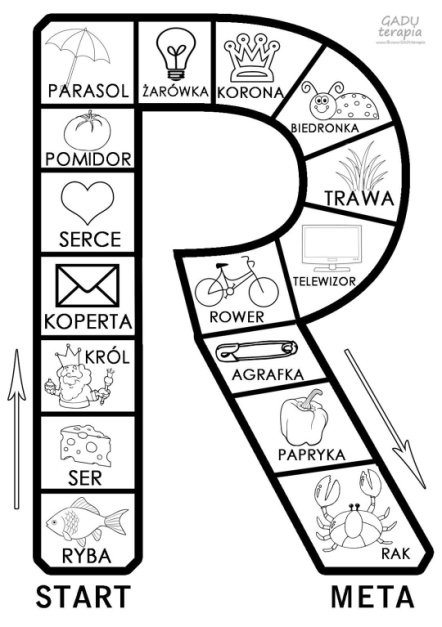 GADU
terapia
PARASOL
ŻARÓWKA
KORONA
BIEDRONKA
POMIDOR
TRAWA
SERCE
TELEWIZOR
KOPERTA
ROWER
KRÓL
AGRAFKA
SER
PAPRYKA
RYBA
RAK
START
META